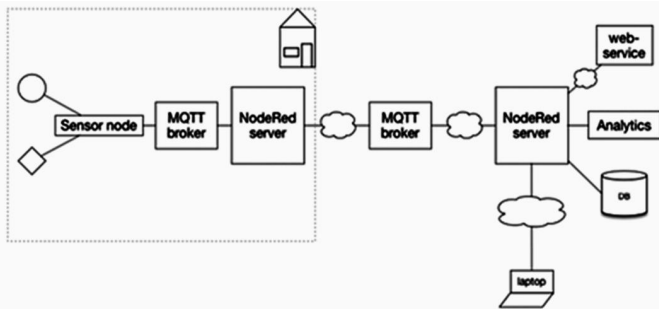 web-
service
Sensor node
MQTT
broker
NodeRed
server
MQTT
broker
NodeRed
server
Analytics
DB
laptop